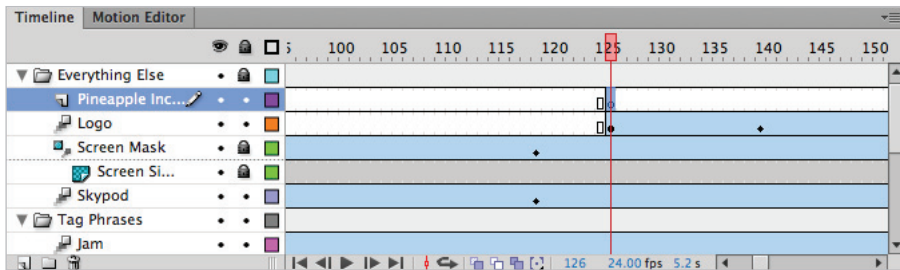 Timeline Motion Editor
5 100 105 110 115 120 125 130 135 140 145 150
Everything Else
Pineapple Inc...
Logo
Screen Mask
Screen Si...
Skypod
Tag Phrases
Jam
126 24.00 fps 5.2 s